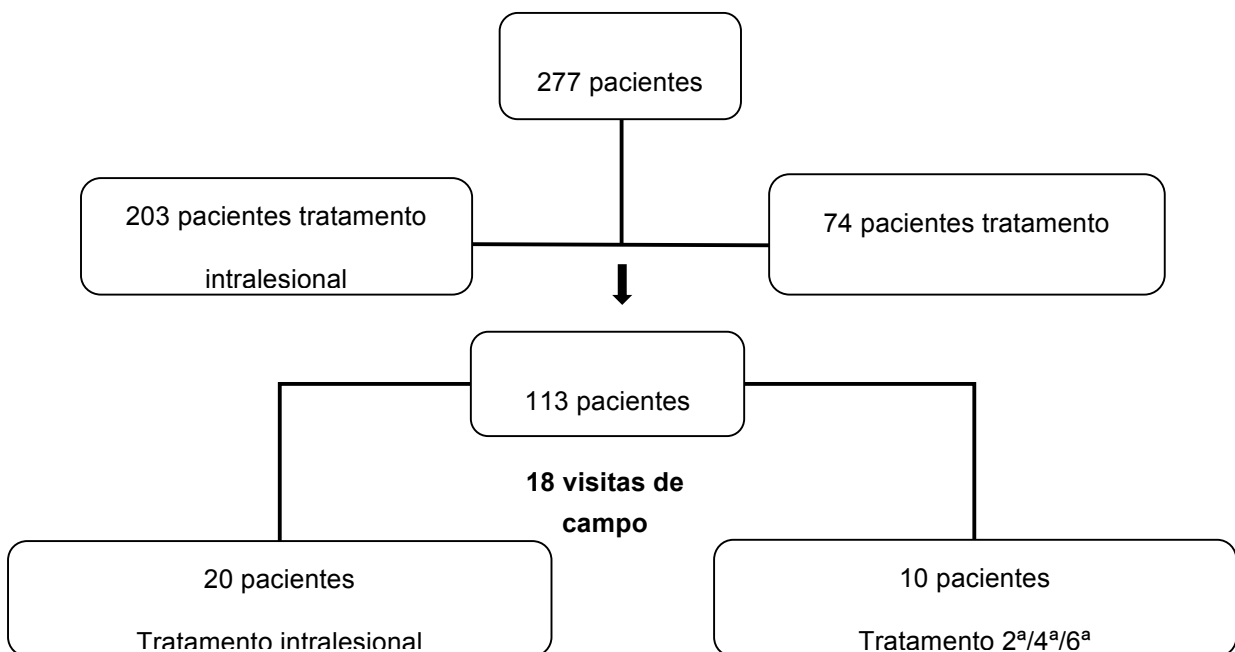 277 pacientes
203 pacientes tratamento
intralesional
74 pacientes tratamento
113 pacientes
18 visitas de
campo
20 pacientes
Tratamento intralesional
10 pacientes
Tratamento 2ª/4ª/6ª